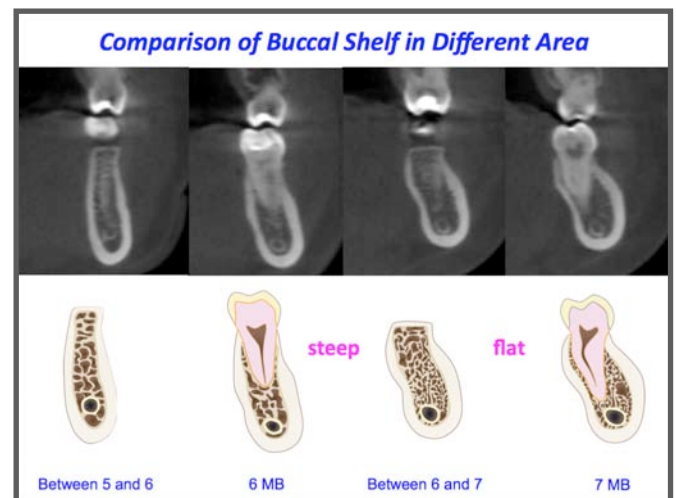 Comparison of Buccal Shelf in Different Area
steep
flat
Between 5 and 6
6 MB
Between 6 and 7
7 MB